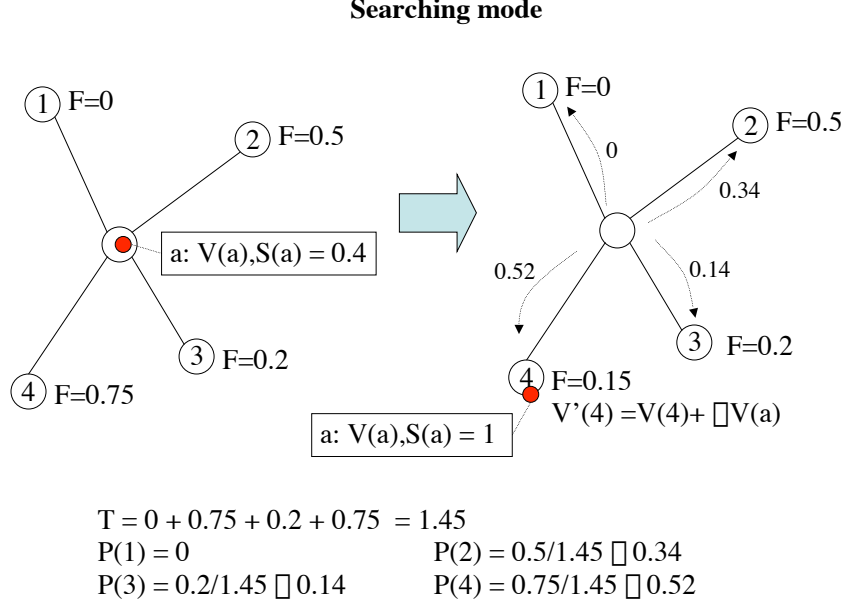 Searching mode
1 F=0
2 F=0.5
a: V(a),S(a) = 0.4
3 F=0.2
4 F=0.75
1 F=0
2 F=0.5
0
0.34
0.52
0.14
3 F=0.2
4 F=0.15
V’(4) =V(4)+ □V(a)
a: V(a),S(a) = 1
T = 0 + 0.75 + 0.2 + 0.75 = 1.45
P(1) = 0 P(2) = 0.5/1.45 □ 0.34
P(3) = 0.2/1.45 □ 0.14 P(4) = 0.75/1.45 □ 0.52